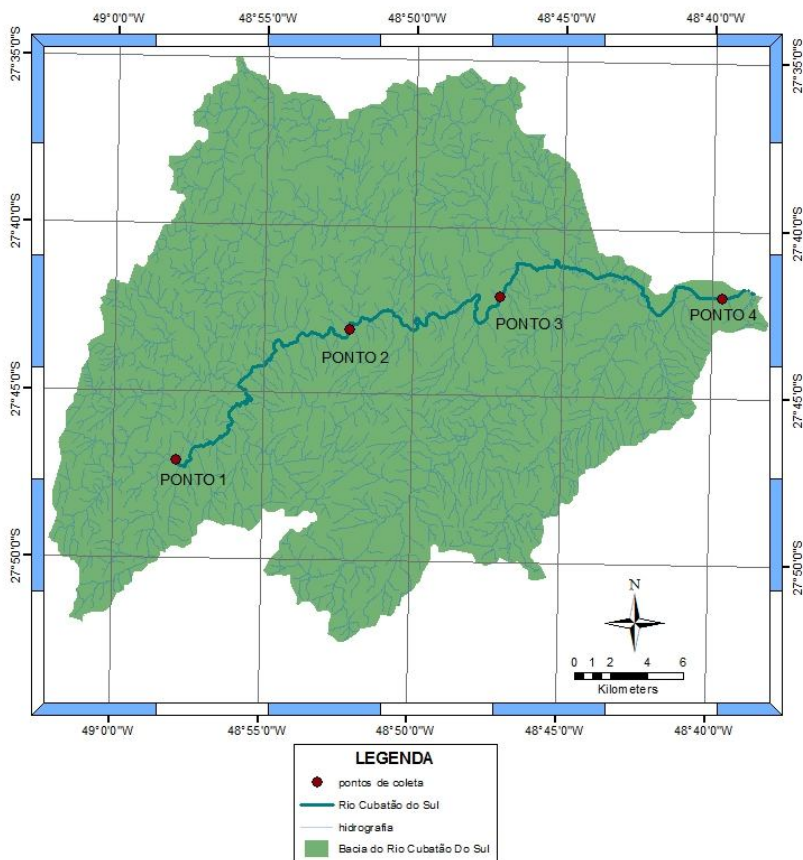 49°0'0"W 48°55'0"W 48°50'0"W 48°45'0"W 48°40'0"W
27°35'0"S 27°35'0"S
27°40'0"S 27°40'0"S
PONTO 4
PONTO 3
PONTO 2
27°45'0"S 27°45'0"S
PONTO 1
27°50'0"S 27°50'0"S
N
0 1 2 4 6
Kilometers
49°0'0"W 48°55'0"W 48°50'0"W 48°45'0"W 48°40'0"W
LEGENDA
pontos de coleta
Rio Cubatão do Sul
hidrografia
Bacia do Rio Cubatão Do Sul